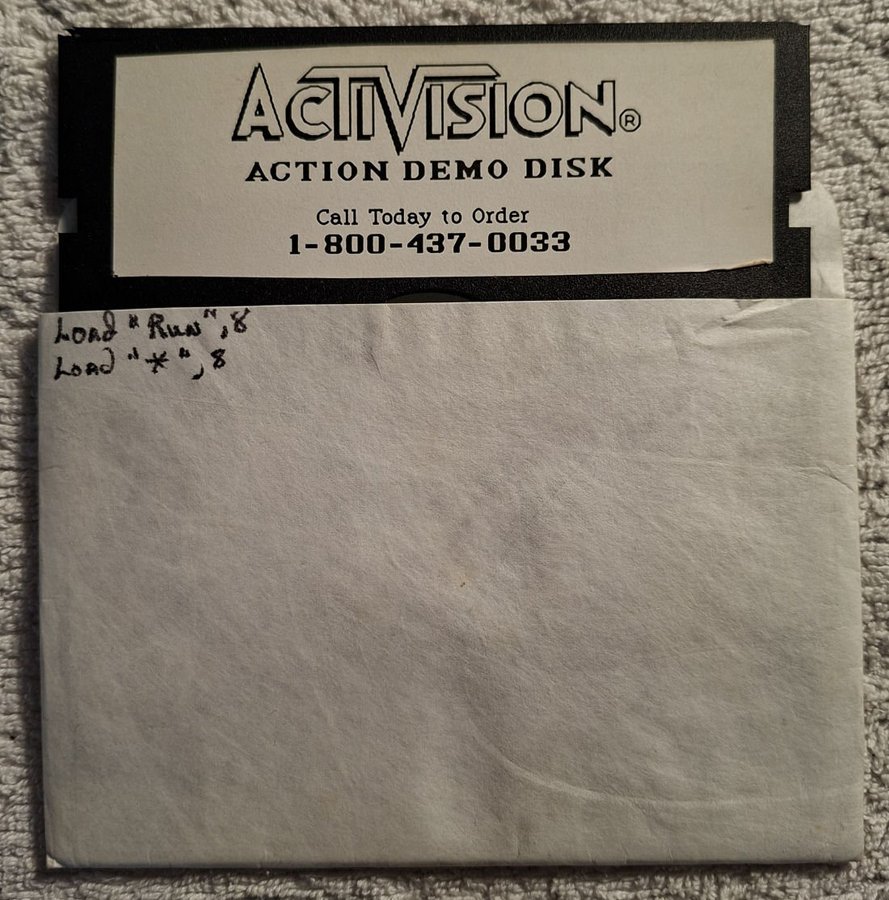 ACTIVISION®
ACTION DEMO DISK
Call Today to Order
1-800-437-0033
Load "Run",8
Load "*",8